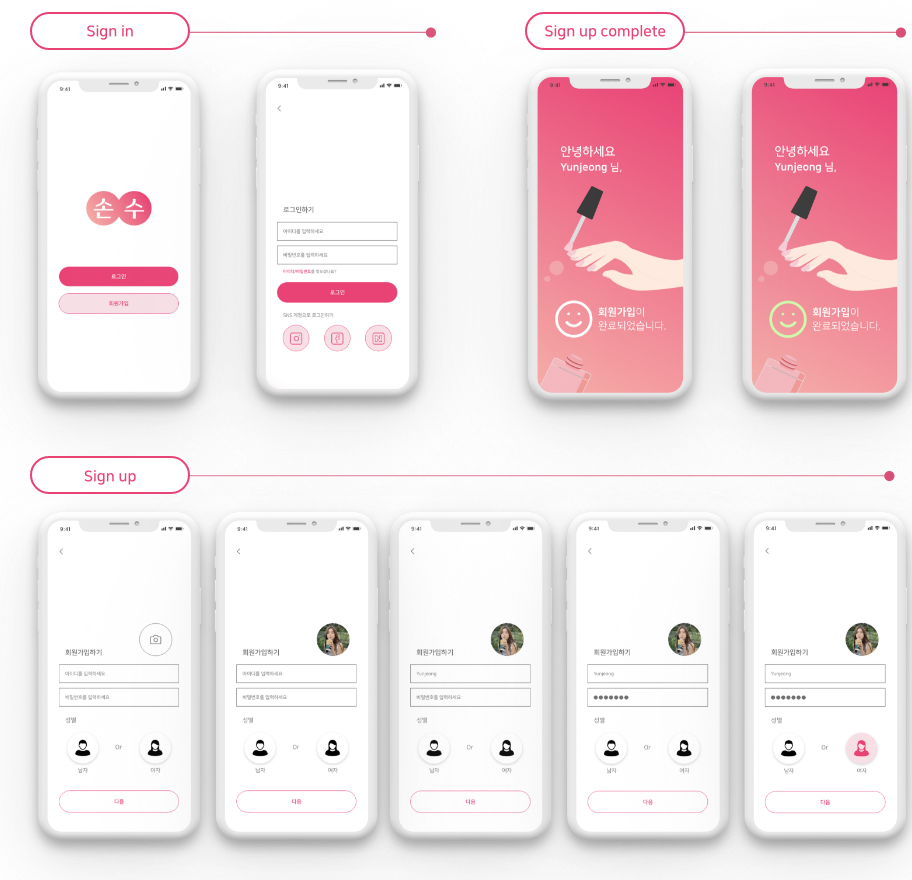 Sign in
Sign up complete
9:41
손 수
로그인
회원가입
9:41
로그인하기
아이디를 입력하세요
비밀번호를 입력하세요
아이디/비밀번호를 잊으셨나요?
로그인
SNS 계정으로 로그인하기
9:41
안녕하세요
Yunjeong 님,
회원가입이
완료되었습니다.
9:41
안녕하세요
Yunjeong 님,
회원가입이
완료되었습니다.
Sign up
9:41
회원가입하기
아이디를 입력하세요
비밀번호를 입력하세요
성별
Or
남자
여자
다음
9:41
회원가입하기
아이디를 입력하세요
비밀번호를 입력하세요
성별
Or
남자
여자
다음
9:41
회원가입하기
Yunjeong
비밀번호를 입력하세요
성별
Or
남자
여자
다음
9:41
회원가입하기
Yunjeong
성별
Or
남자
여자
다음
9:41
회원가입하기
Yunjeong
성별
Or
남자
여자
다음